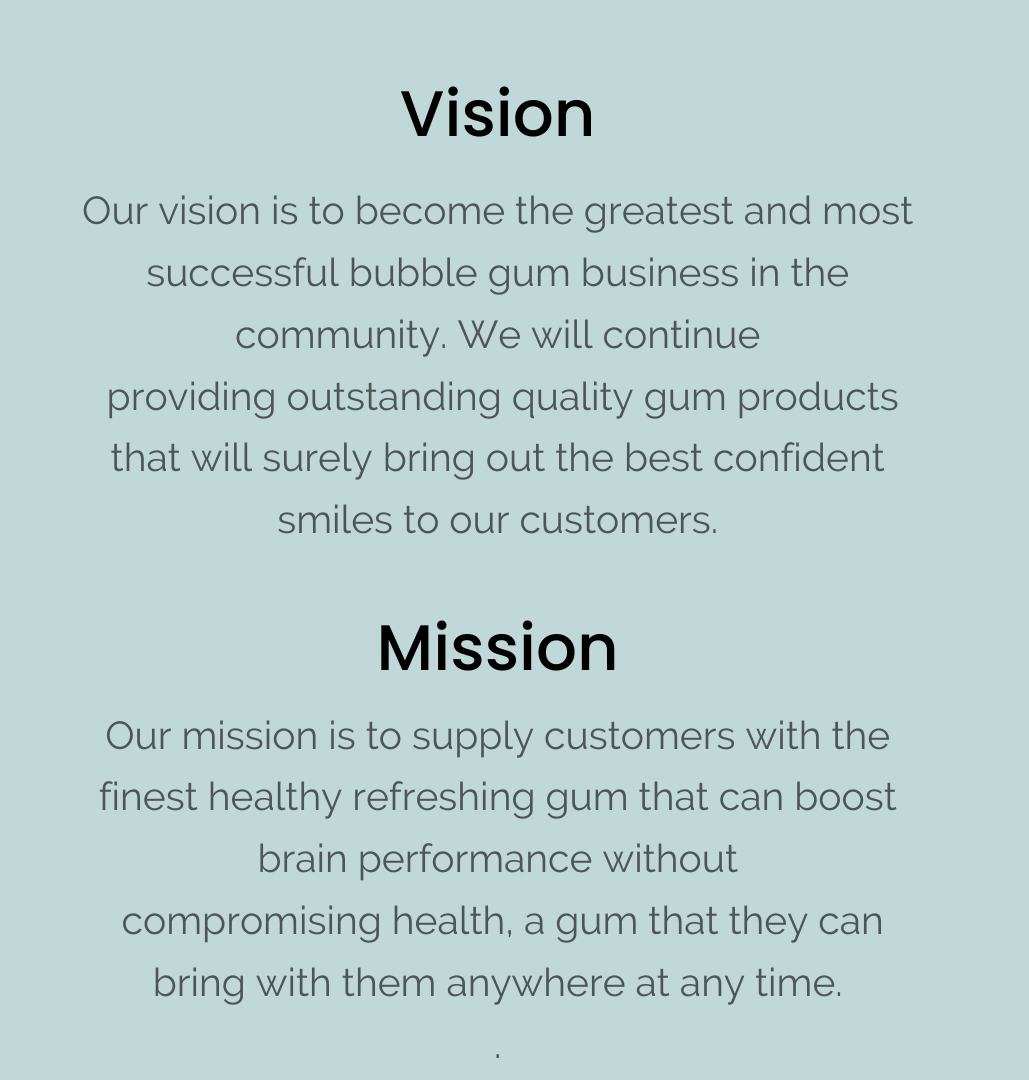 Vision
Our vision is to become the greatest and most
successful bubble gum business in the
community. We will continue
providing outstanding quality gum products
that will surely bring out the best confident
smiles to our customers.
Mission
Our mission is to supply customers with the
finest healthy refreshing gum that can boost
brain performance without
compromising health, a gum that they can
bring with them anywhere at any time.
.